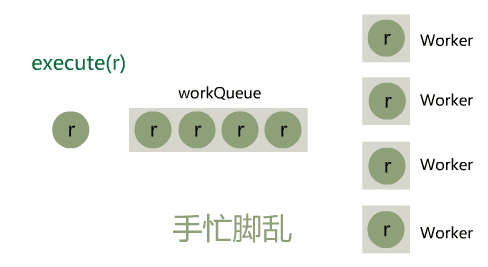 execute(r)
workQueue
r
r r r r
手忙脚乱
r Worker
r Worker
r Worker
r Worker